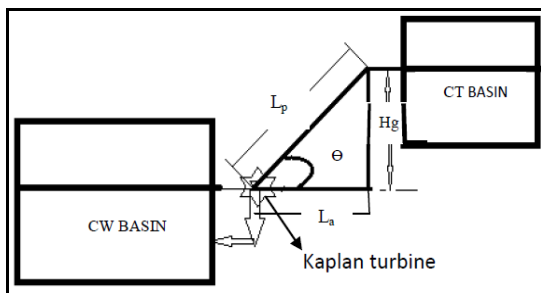 CT BASIN
Lp
Hg
ϴ
La
CW BASIN
Kaplan turbine